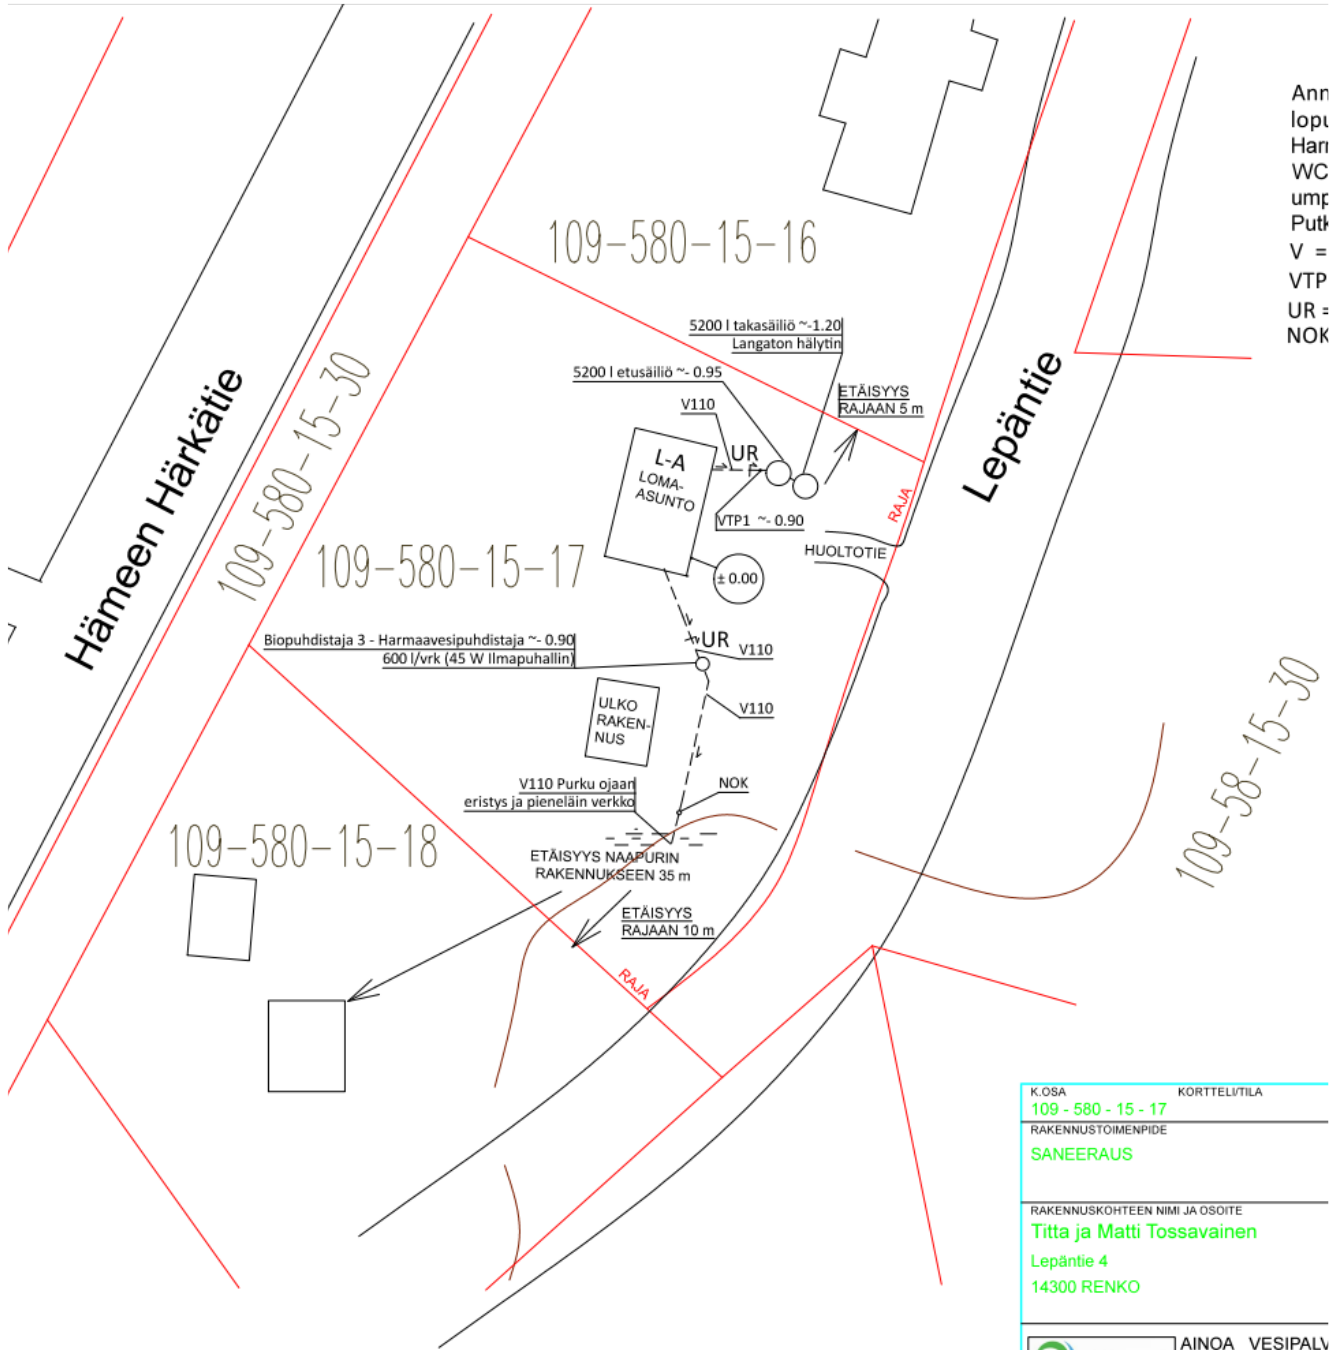 109-580-15-16
5200 l takasäiliö ~-1.20
Langaton hälytin
5200 l etusäiliö ~- 0.95
V110
ETÄISYYS
RAJAAN 5 m
UR
L-A
LOMA-
ASUNTO
VTP1 ~- 0.90
RAJA
HUOLTOTIE
± 0.00
Lepäntie
Hämeen Härkätie
109-580-15-30
109-580-15-17
Biopuhdistaja 3 - Harmaavesipuhdistaja ~- 0.90
600 l/vrk (45 W Ilmapuhallin)
UR
V110
V110
ULKO
RAKEN-
NUS
V110 Purku ojaan
eristys ja pieneläin verkko
NOK
109-580-15-18
ETÄISYYS NAAPURIN
RAKENNUKSEEN 35 m
ETÄISYYS
RAJAAN 10 m
RAJA
109-58-15-30
V =
VTP
UR =
NOK
K.OSA KORTTELI/TILA
109 - 580 - 15 - 17
RAKENNUSTOIMENPIDE
SANEERAUS
RAKENNUSKOHTEEN NIMI JA OSOITE
Titta ja Matti Tossavainen
Lepäntie 4
14300 RENKO
AINOA VESIPALV